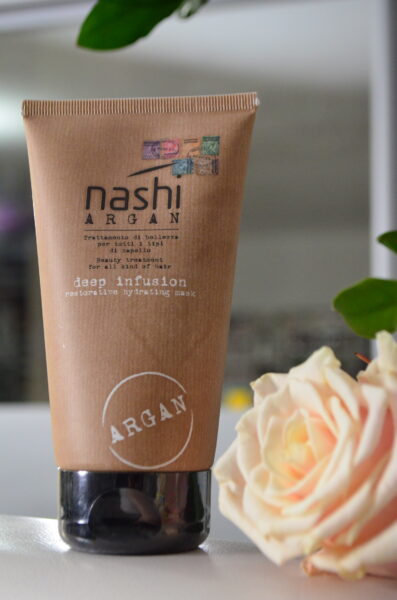 nashi
ARGAN
Trattamento di bellezza
per tutti i tipi
di capello
Beauty treatment
for all kind of Hair
deep infusion
restorative hydrating mask
ARGAN